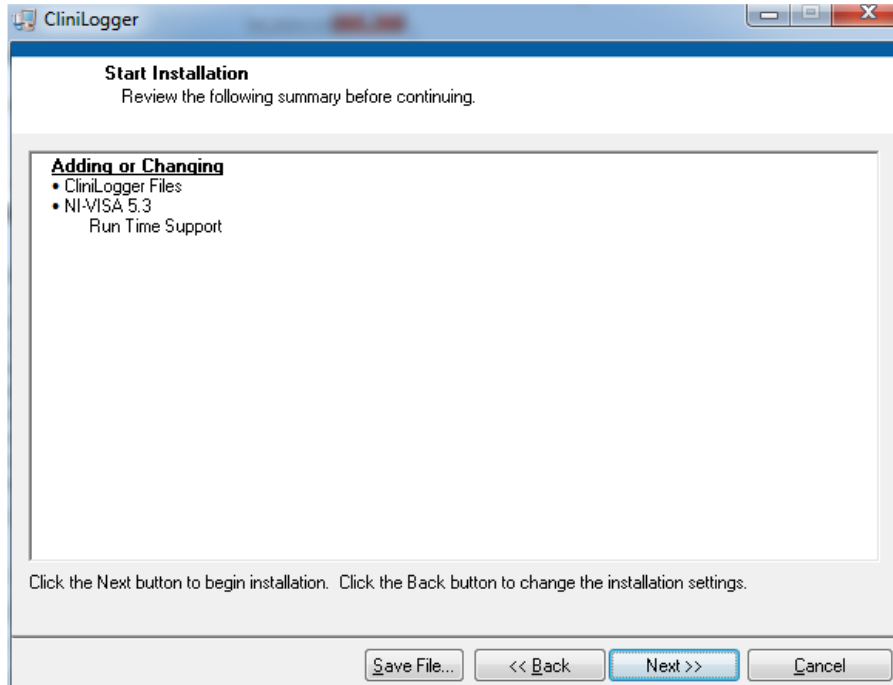 CliniLogger
Start Installation
Review the following summary before continuing.
Adding or Changing
• CliniLogger Files
• NI-VISA 5.3
Run Time Support
Click the Next button to begin installation.  Click the Back button to change the installation settings.
Save File...
<< Back
Next >>
Cancel